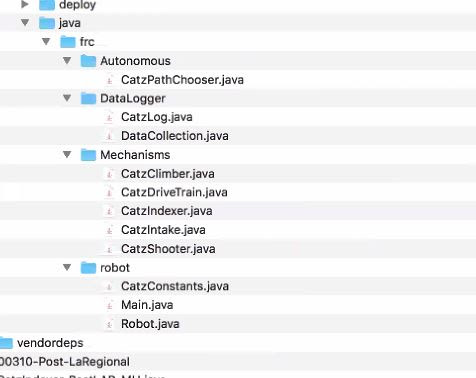 deploy
java
frc
Autonomous
CatzPathChooser.java
DataLogger
CatzLog.java
DataCollection.java
Mechanisms
CatzClimber.java
CatzDriveTrain.java
CatzIndexer.java
CatzIntake.java
CatzShooter.java
robot
CatzConstants.java
Main.java
Robot.java
vendordeps
00310-Post-LaRegional